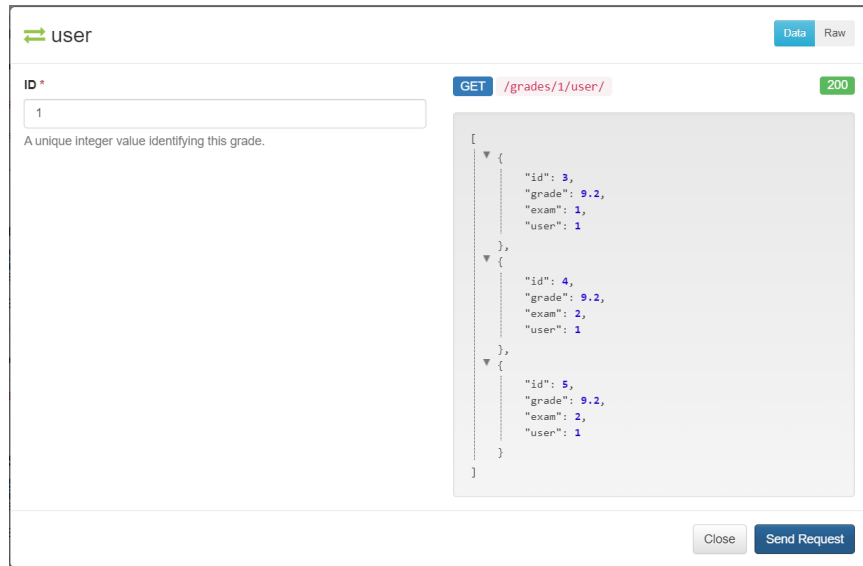 user
Data Raw
ID *
1
A unique integer value identifying this grade.
GET /grades/1/user/ 200
[
{
"id": 3,
"grade": 9.2,
"exam": 1,
"user": 1
},
{
"id": 4,
"grade": 9.2,
"exam": 2,
"user": 1
},
{
"id": 5,
"grade": 9.2,
"exam": 2,
"user": 1
}
]
Close Send Request